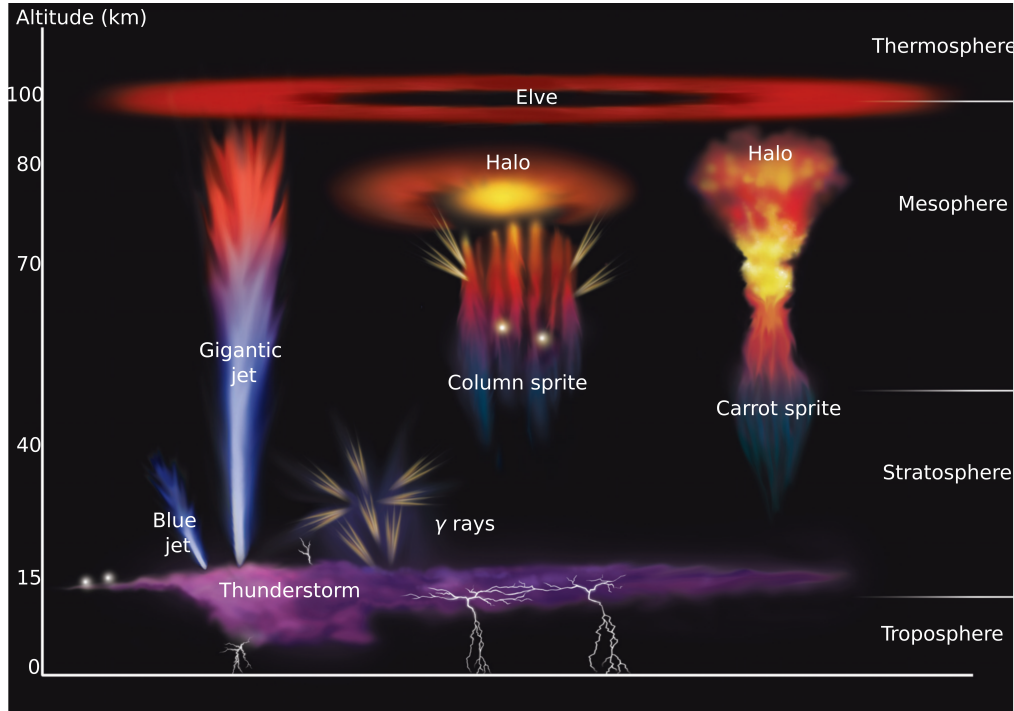 Altitude (km)
Thermosphere
100
Elve
80
Halo
Halo
Mesophere
70
Gigantic
jet
Column sprite
Carrot sprite
40
Stratosphere
Blue
jet
γ rays
15
Thunderstorm
Troposphere
0